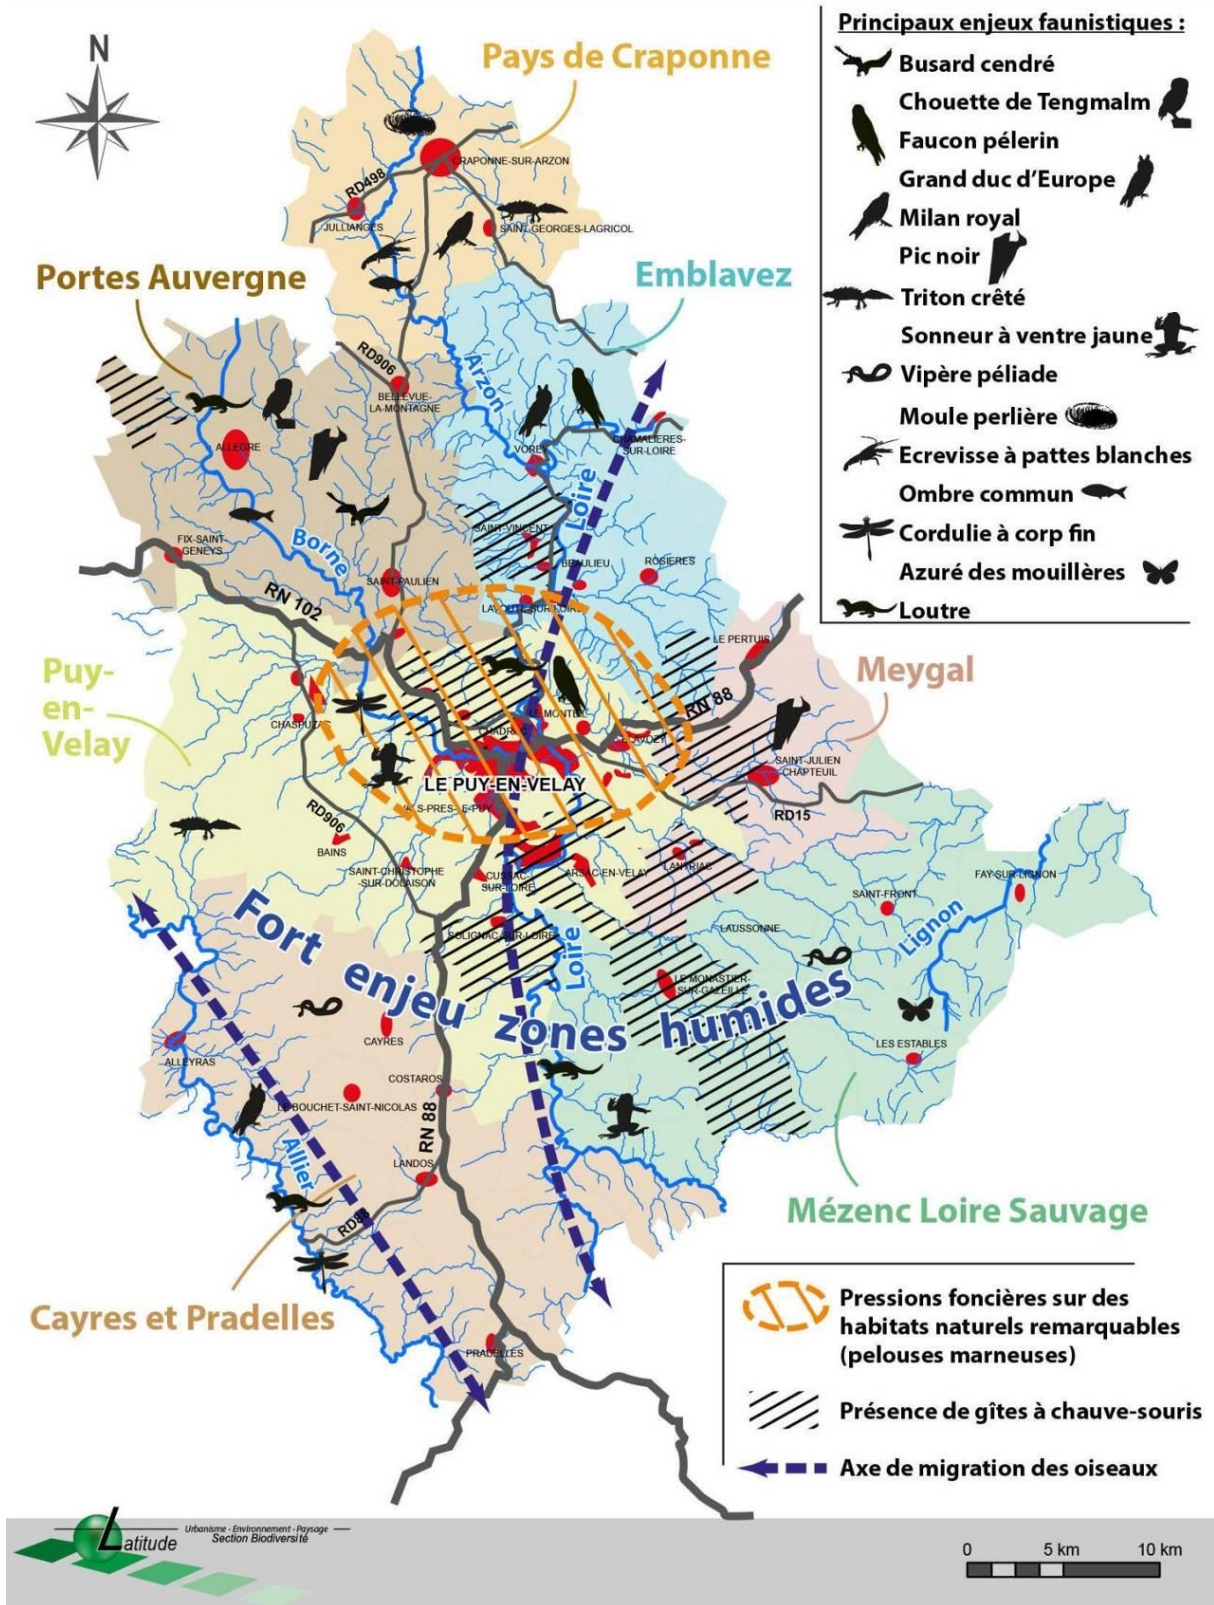 Principaux enjeux faunistiques :
Busard cendré
Chouette de Tengmalm
Faucon pélerin
Grand duc d'Europe
Milan royal
Pic noir
Triton crêté
Sonneur à ventre jaune
Vipère péliade
Moule perlière
Ecrevisse à pattes blanches
Ombre commun
Cordulie à corp fin
Azuré des mouillères
Loutre
N
Pays de Craponne
CRAPONNE-SUR-ARZON
RD498
JULLIANGES
SAINT-GEORGES-LAGRICOL
Portes Auvergne
Emblavez
RD906
Arzon
BELLEVUE-
LA-MONTAGNE
ALLEGRE
VOREY
CHAMALIERES-
SUR-LOIRE
Loire
SAINT-VINCENT
FIX-SAINT-
GENEYS
Borne
BEAULIEU
ROSIERES
SAINT-PAULIEN
RN 102
LAVOUTE-SUR-LOIRE
LE PERTUIS
Puy-
en-
Velay
Meygal
RN 88
CHASPUZAC
LE MONTEIL
SAINT-JULIEN
CHAPTEUIL
LE PUY-EN-VELAY
VALS-PRES-LE-PUY
RD15
RD906
BAINS
SAINT-CHRISTOPHE
-SUR-DOLAISON
CUSSAC-
SUR-LOIRE
ARSAC-EN-VELAY
LANTRIAC
FAY-SUR-LIGNON
SAINT-FRONT
Lignon
LAUSSONNE
SOLIGNAC-SUR-LOIRE
Loire
Fort enjeu zones humides
LE MONASTIER-
SUR-GAZEILLE
CAYRES
ALLEYRAS
LES ESTABLES
COSTAROS
LE BOUCHET-SAINT-NICOLAS
RN 88
Allier
LANDOS
RD88
Mézenc Loire Sauvage
Cayres et Pradelles
PRADELLES
Pressions foncières sur des
habitats naturels remarquables
(pelouses marneuses)
Présence de gîtes à chauve-souris
Axe de migration des oiseaux
Latitude
Urbanisme - Environnement - Paysage
Section Biodiversité
0 5 km 10 km